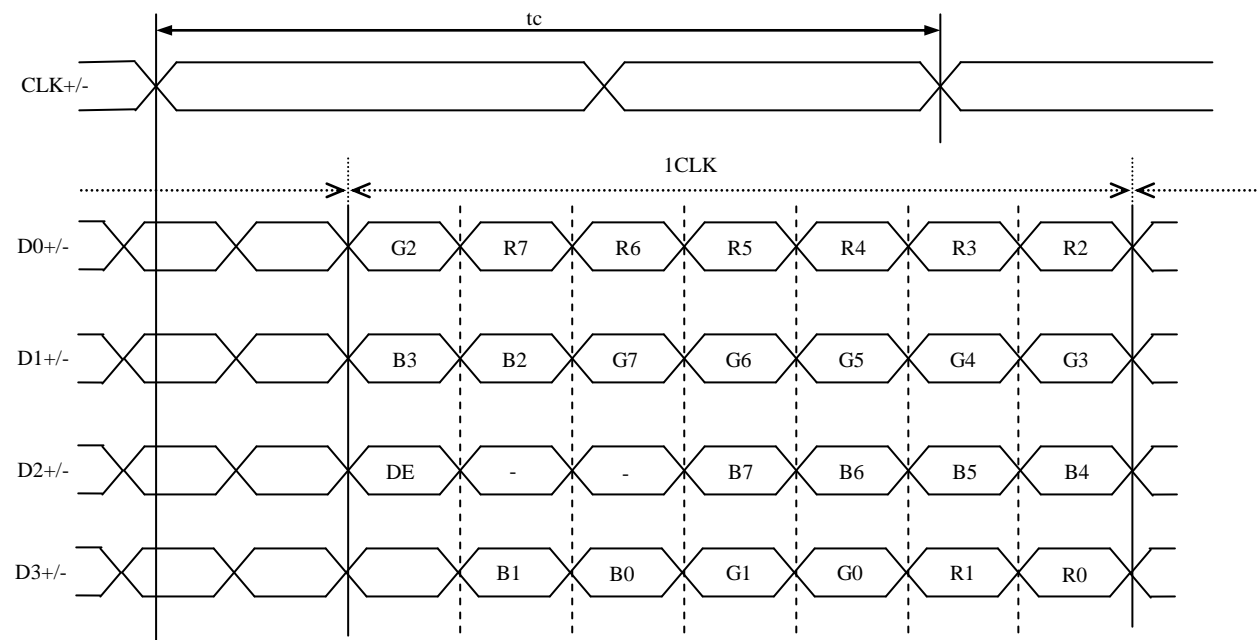 tc
CLK+/-
1CLK
D0+/- G2 R7 R6 R5 R4 R3 R2
D1+/- B3 B2 G7 G6 G5 G4 G3
D2+/- DE - - B7 B6 B5 B4
D3+/- B1 B0 G1 G0 R1 R0